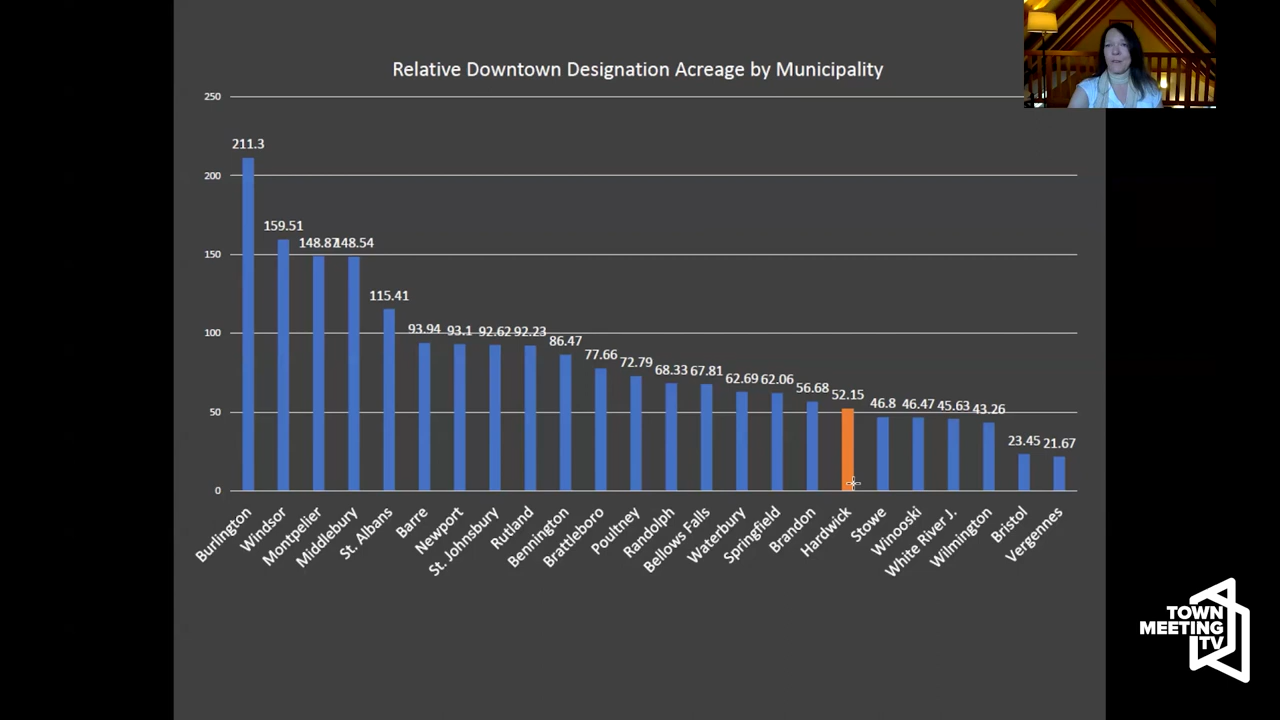 Relative Downtown Designation Acreage by Municipality
250
200
150
100
50
0
211.3
159.51
148.87
148.54
115.41
93.94
93.1
92.62
92.23
86.47
77.66
72.79
68.33
67.81
62.69
62.06
56.68
52.15
46.8
46.47
45.63
43.26
23.45
21.67
Burlington
Windsor
Montpelier
Middlebury
St. Albans
Barre
Newport
St. Johnsbury
Rutland
Bennington
Brattleboro
Poultney
Randolph
Bellows Falls
Waterbury
Springfield
Brandon
Hardwick
Stowe
Winooski
White River J.
Wilmington
Bristol
Vergennes
TOWN
MEETING
TV